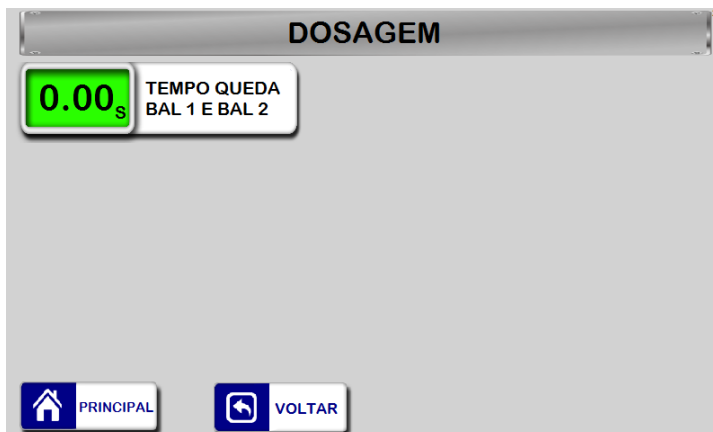 DOSAGEM
0.00s
TEMPO QUEDA
BAL 1 E BAL 2
PRINCIPAL
VOLTAR